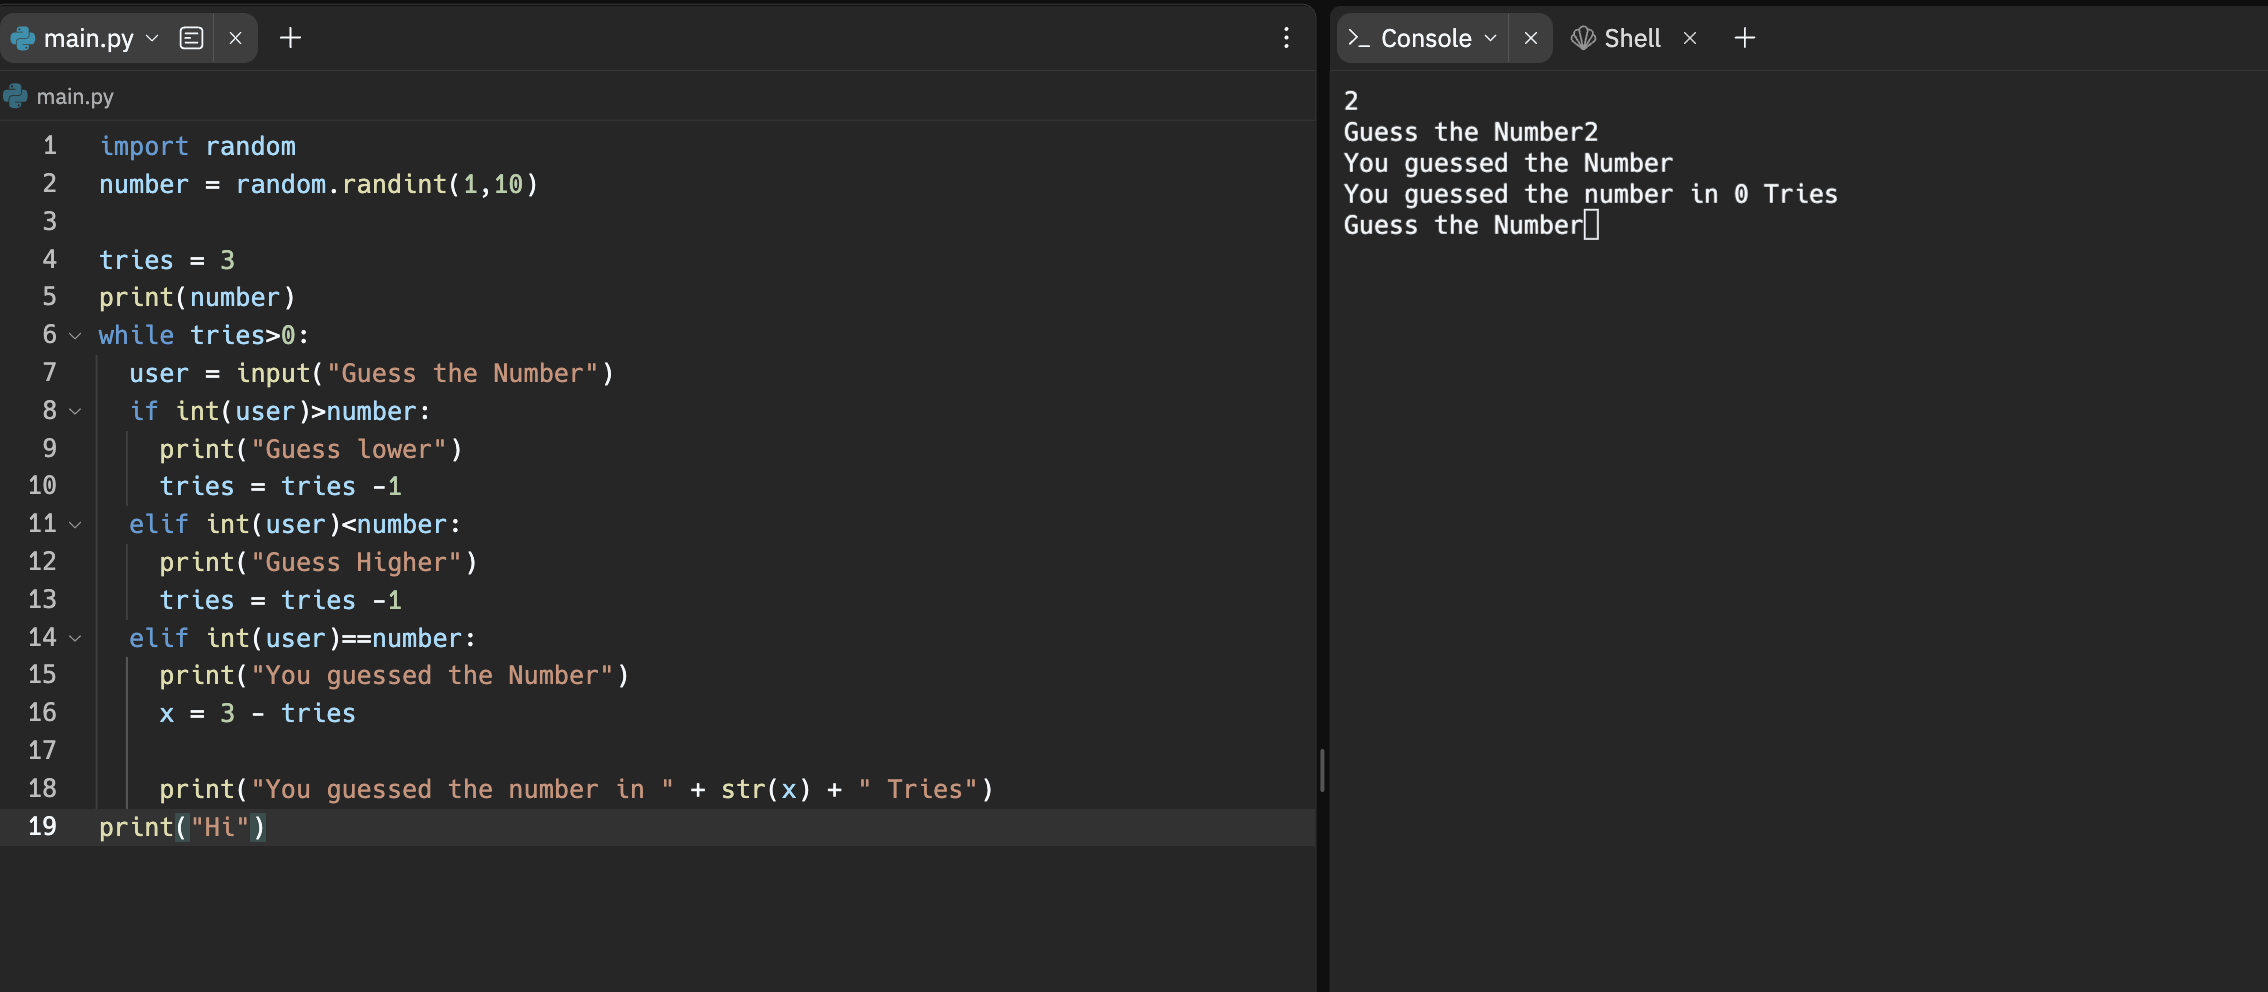 main.py
Console
Shell
main.py
1 import random
2 number = random.randint(1,10)
3
4 tries = 3
5 print(number)
6 while tries>0:
7   user = input("Guess the Number")
8   if int(user)>number:
9     print("Guess lower")
10     tries = tries -1
11   elif int(user)<number:
12     print("Guess Higher")
13     tries = tries -1
14   elif int(user)==number:
15     print("You guessed the Number")
16     x = 3 - tries
17
18     print("You guessed the number in " + str(x) + " Tries")
19 print("Hi")
2
Guess the Number2
You guessed the Number
You guessed the number in 0 Tries
Guess the Number